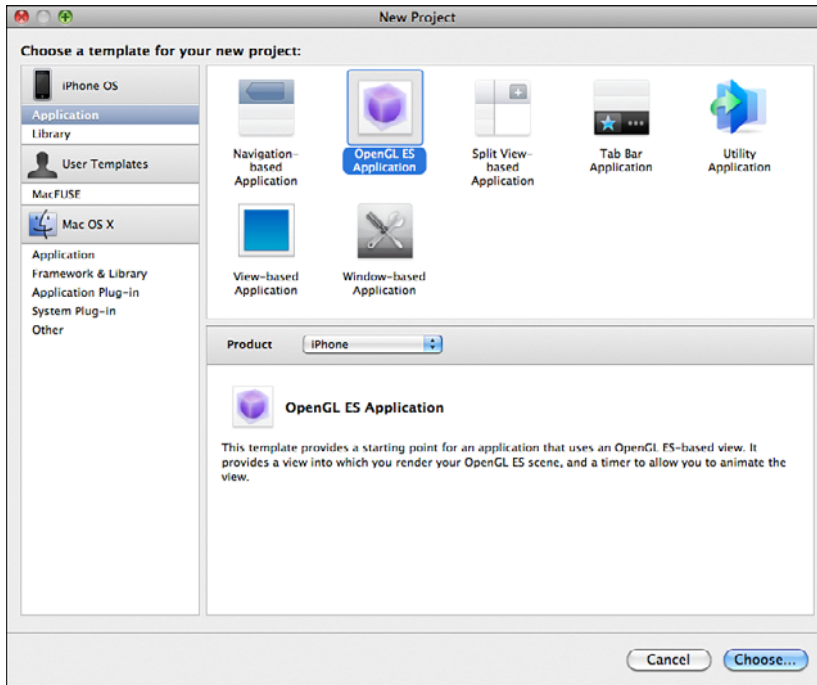 New Project
Choose a template for your new project:
iPhone OS
Application
Library
User Templates
MacFUSE
Mac OS X
Application
Framework & Library
Application Plug-in
System Plug-in
Other
Navigation-
based
Application
OpenGL ES
Application
Split View-
based
Application
Tab Bar
Application
Utility
Application
View-based
Application
Window-based
Application
Product
iPhone
OpenGL ES Application
This template provides a starting point for an application that uses an OpenGL ES-based view. It
provides a view into which you render your OpenGL ES scene, and a timer to allow you to animate the
view.
Cancel
Choose...